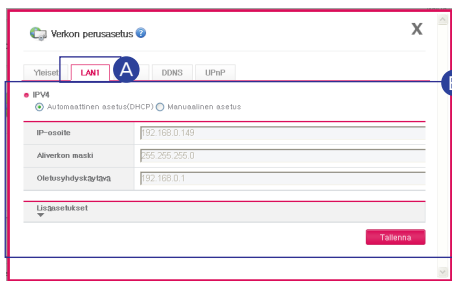 Verkon perusasetus ?
X
Yleiset LAN1 A DDNS UPnP
IPV4
Automaattinen asetus(DHCP) Manuaalinen asetus
IP-osoite 192.168.0.149
Aliverkon maski 255.255.255.0
Oletusyhdyskäytävä 192.168.0.1
Lisäasetukset
Tallenna